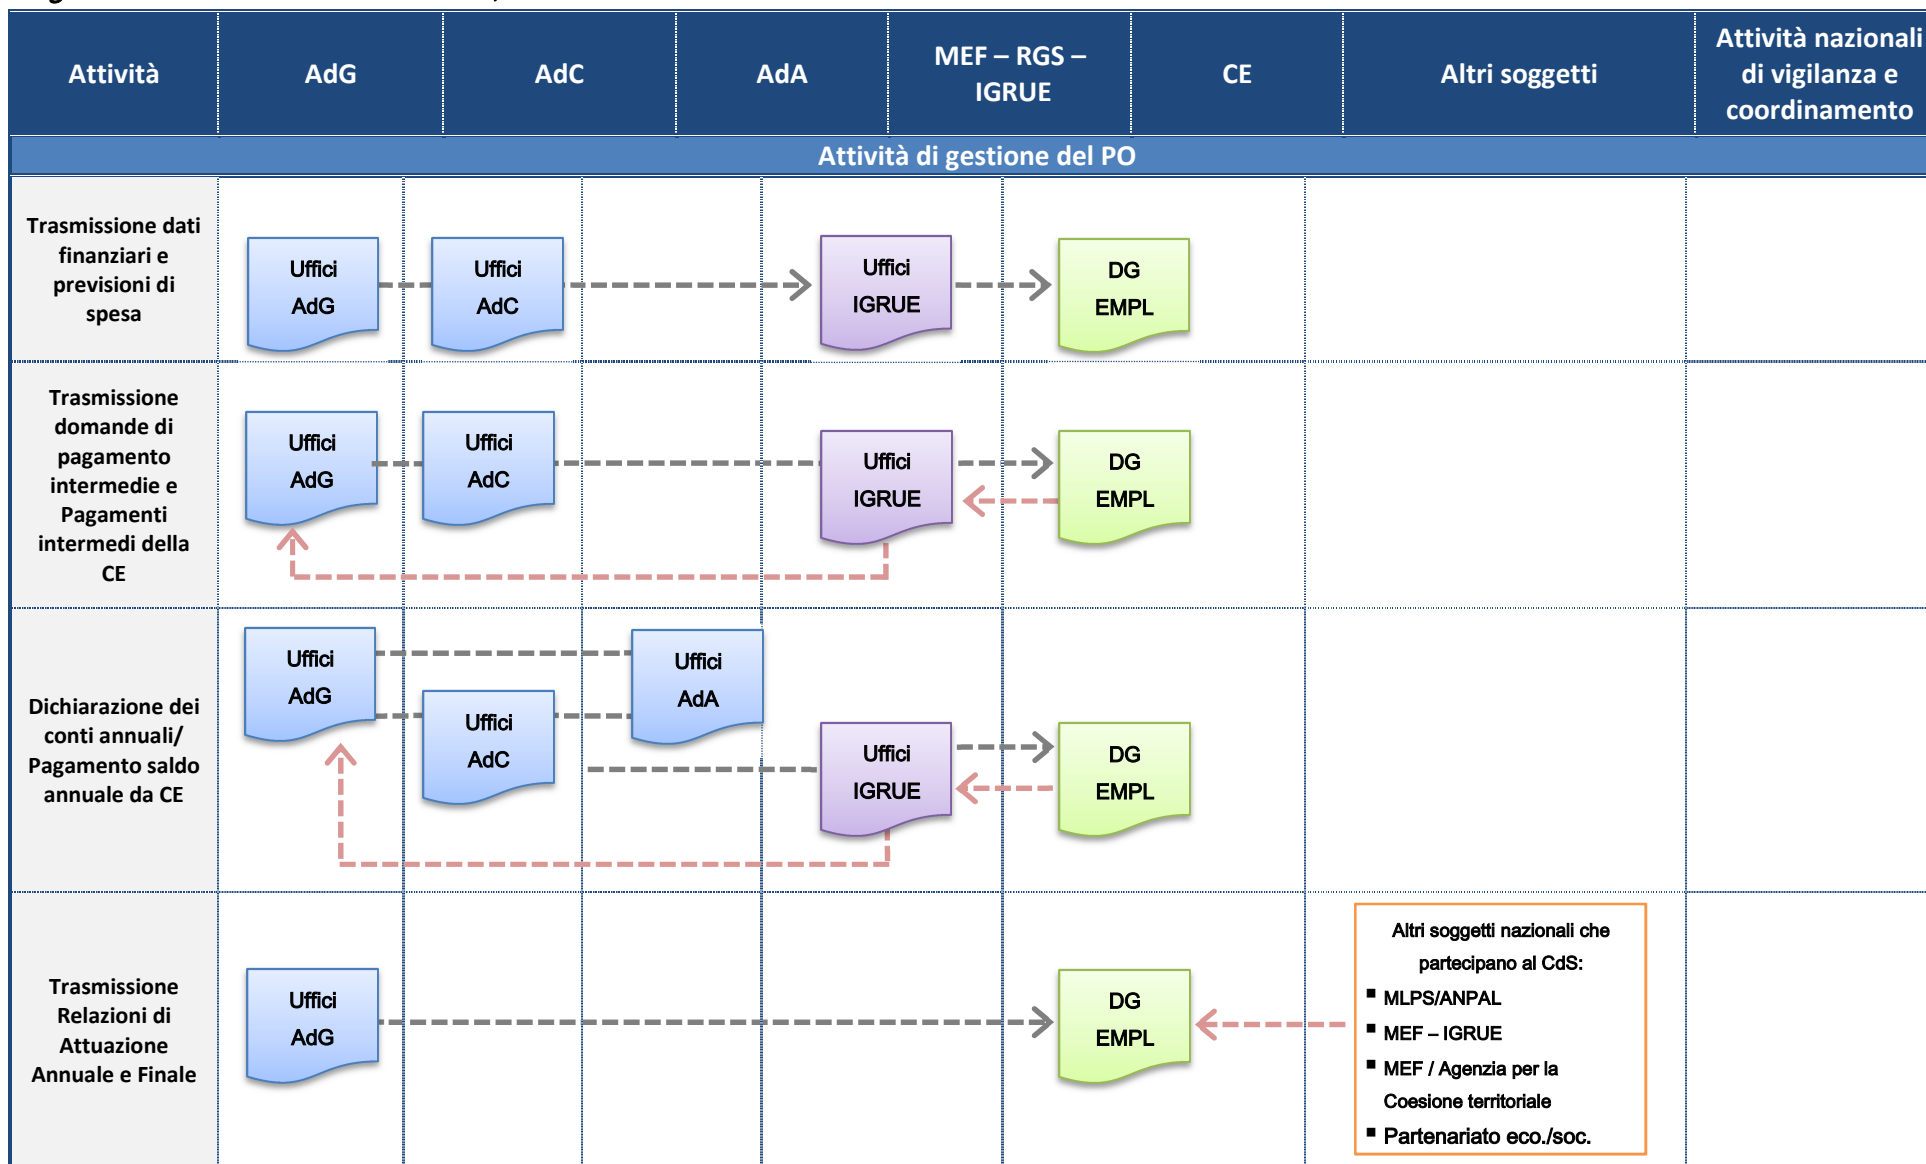 Attività
AdG
AdC
AdA
MEF – RGS –
IGRUE
CE
Altri soggetti
Attività nazionali
di vigilanza e
coordinamento
Attività di gestione del PO
Trasmissione dati
finanziari e
previsioni di
spesa
Uffici
AdG
Uffici
AdC
Uffici
IGRUE
DG
EMPL
Trasmissione
domande di
pagamento
intermedie e
Pagamenti
intermedi della
CE
Uffici
AdG
Uffici
AdC
Uffici
IGRUE
DG
EMPL
Dichiarazione dei
conti annuali/
Pagamento saldo
annuale da CE
Uffici
AdG
Uffici
AdC
Uffici
AdA
Uffici
IGRUE
DG
EMPL
Trasmissione
Relazioni di
Attuazione
Annuale e Finale
Uffici
AdG
DG
EMPL
Altri soggetti nazionali che
partecipano al CdS:
▪ MLPS/ANPAL
▪ MEF – IGRUE
▪ MEF / Agenzia per la
Coesione territoriale
▪ Partenariato eco./soc.